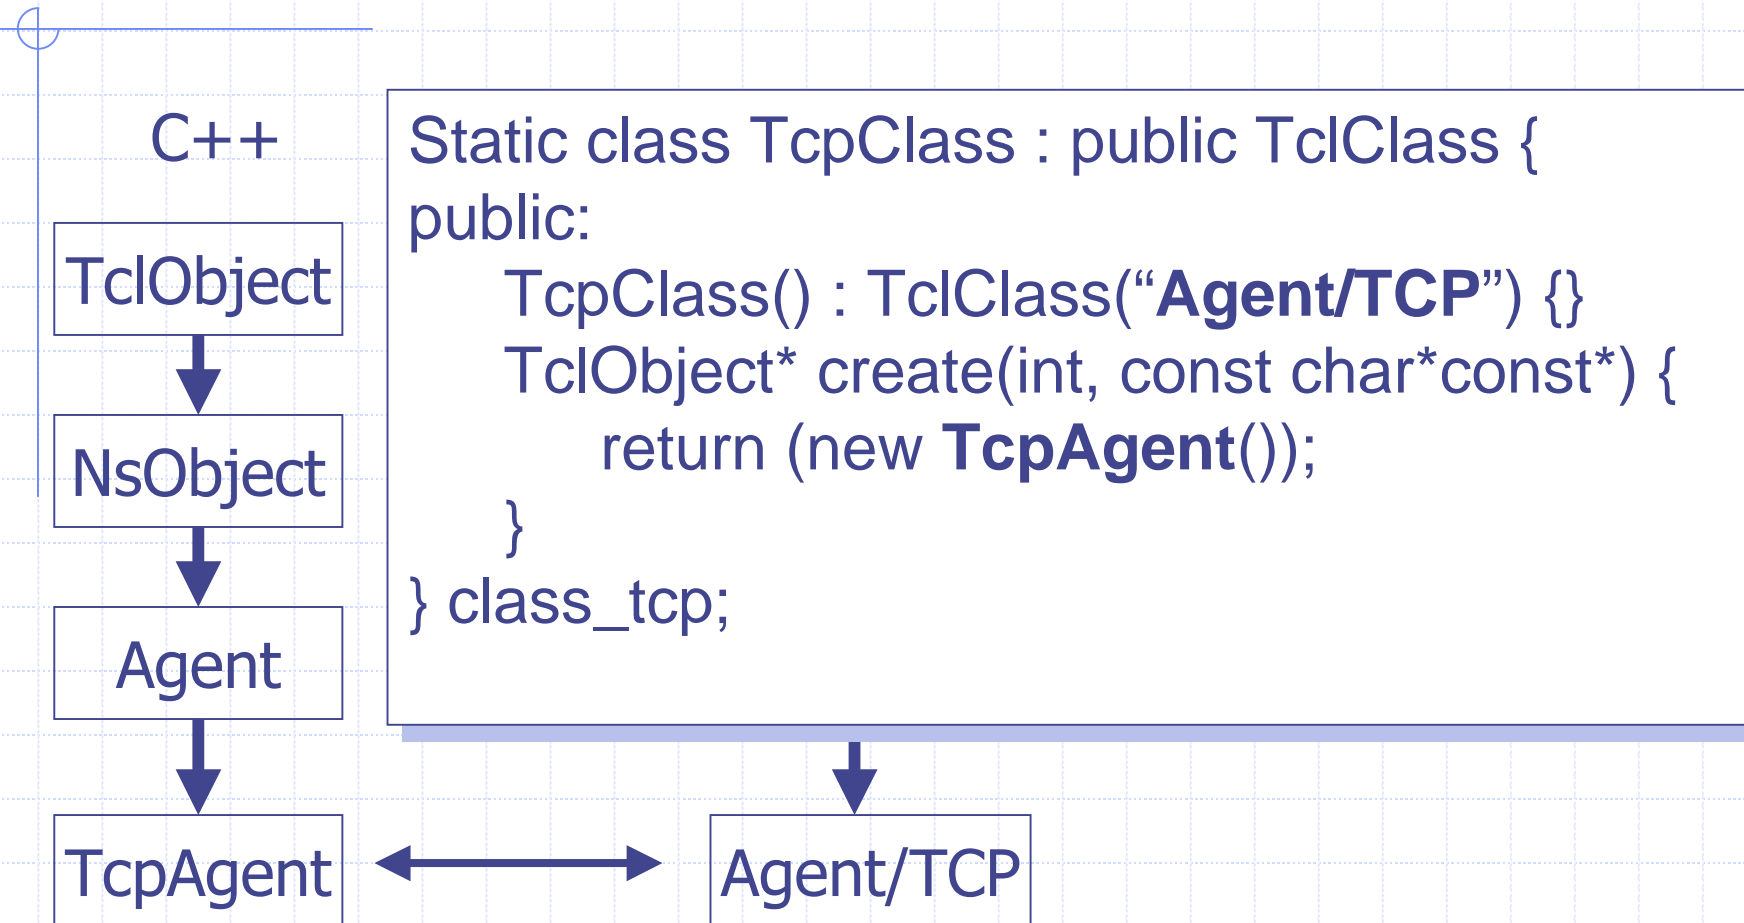 C++
TclObject
NsObject
Agent
TcpAgent
Static class TcpClass : public TclClass {
public:
TcpClass() : TclClass(“Agent/TCP”) {}
TclObject* create(int, const char*const*) {
return (new TcpAgent());
}
} class_tcp;
Agent/TCP